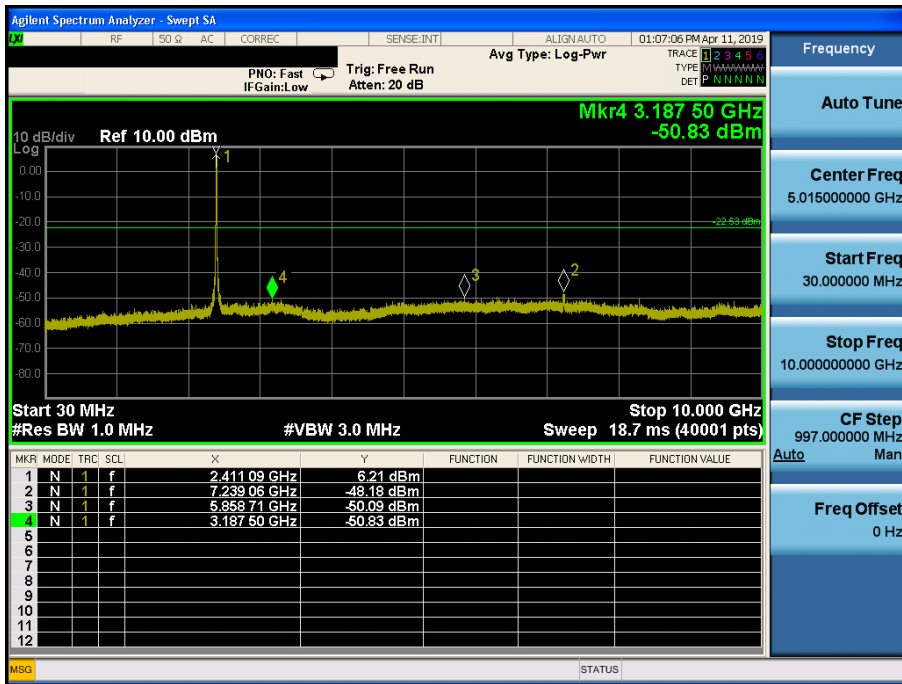 Agilent Spectrum Analyzer - Swept SA
LXI RF 50 Ω AC CORREC SENSE:INT ALIGN AUTO 01:07:06 PM Apr 11, 2019
Frequency
Avg Type: Log-Pwr
TRACE 1 2 3 4 5 6
TYPE M WWWWW
DET P N N N N N
PNO: Fast
IFGain:Low
Trig: Free Run
Atten: 20 dB
Auto Tune
Mkr4 3.187 50 GHz
-50.83 dBm
10 dB/div
Log
Ref 10.00 dBm
0.00
-10.0
-20.0
-30.0
-40.0
-50.0
-60.0
-70.0
-80.0
1
4
3
2
-22.53 dBm
Center Freq
5.015000000 GHz
Start Freq
30.000000 MHz
Stop Freq
10.000000000 GHz
Start 30 MHz Stop 10.000 GHz
#Res BW 1.0 MHz #VBW 3.0 MHz Sweep 18.7 ms (40001 pts)
CF Step
997.000000 MHz
Auto Man
Freq Offset
0 Hz
MKR MODE TRC SCL X Y FUNCTION FUNCTION WIDTH FUNCTION VALUE
1 N 1 f 2.411 09 GHz 6.21 dBm
2 N 1 f 7.239 06 GHz -48.18 dBm
3 N 1 f 5.858 71 GHz -50.09 dBm
4 N 1 f 3.187 50 GHz -50.83 dBm
5
6
7
8
9
10
11
12
MSG STATUS